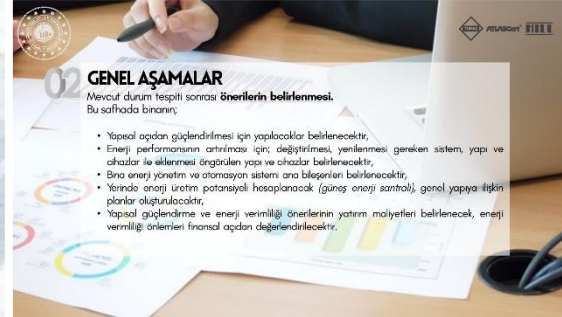 ATLASCert
02 GENEL AŞAMALAR
Mevcut durum tespiti sonrası önerilerin belirlenmesi.
Bu safhada binanın;
• Yapısal açıdan güçlendirilmesi için yapılacaklar belirlenecektir,
• Enerji performansının artırılması için; değiştirilmesi, yenilenmesi gereken sistem, yapı ve
cihazlar ile eklenmesi öngörülen yapı ve cihazlar belirlenecektir,
• Bina enerji yönetim ve otomasyon sistemi ana bileşenleri belirlenecektir,
• Yerinde enerji üretim potansiyeli hesaplanacak (güneş enerji santrali), genel yapıya ilişkin
planlar oluşturulacaktır,
• Yapısal güçlendirme ve enerji verimliliği önerilerinin yatırım maliyetleri belirlenecek, enerji
verimliliği önlemleri finansal açıdan değerlendirilecektir.